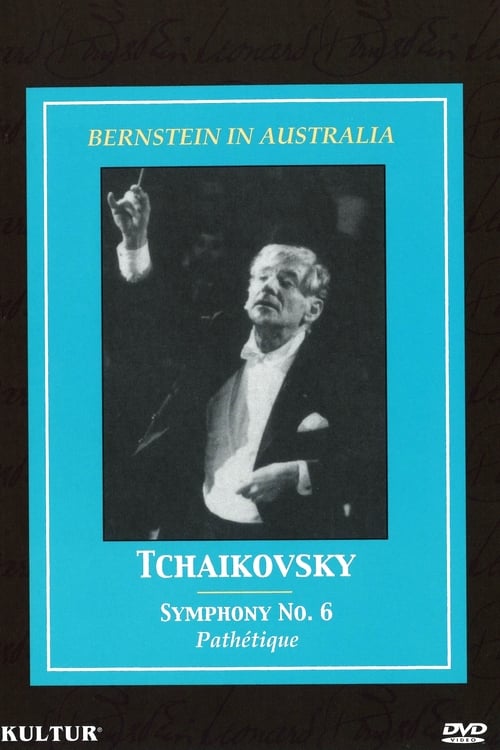 BERNSTEIN IN AUSTRALIA
TCHAIKOVSKY
SYMPHONY NO. 6
Pathétique
KULTUR®
DVD
VIDEO